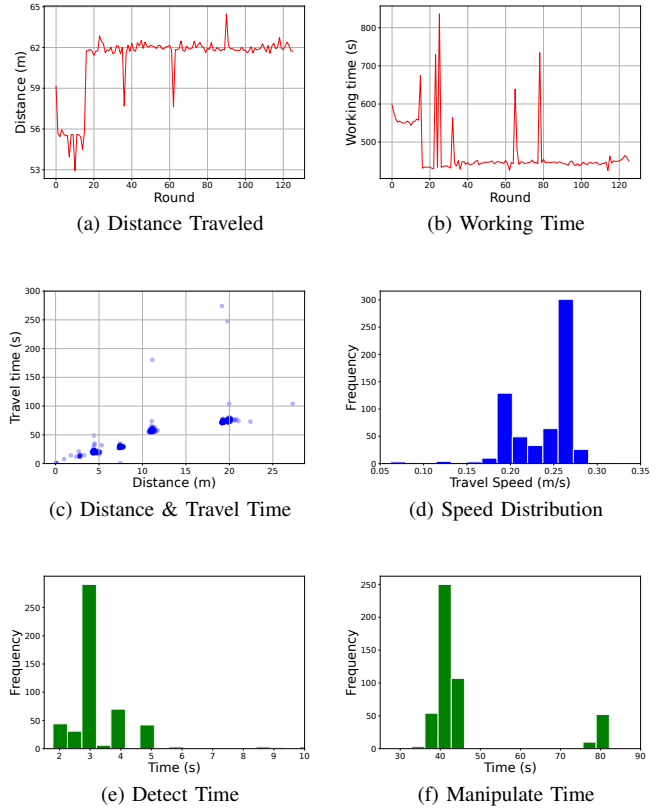 65
62
59
56
53
Distance (m)
0 20 40 60 80 100 120
Round
(a) Distance Traveled
800
700
600
500
Working time (s)
0 20 40 60 80 100 120
Round
(b) Working Time
300
250
200
150
100
50
0
Travel time (s)
0 5 10 15 20 25
Distance (m)
(c) Distance & Travel Time
300
250
200
150
100
50
0
Frequency
0.05 0.10 0.15 0.20 0.25 0.30 0.35
Travel Speed (m/s)
(d) Speed Distribution
250
200
150
100
50
0
Frequency
2 3 4 5 6 7 8 9 10
Time (s)
(e) Detect Time
250
200
150
100
50
0
Frequency
30 40 50 60 70 80 90
Time (s)
(f) Manipulate Time